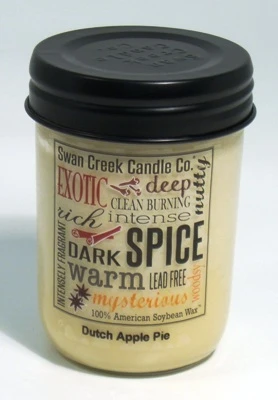 Swan Creek Candle Co.®
EXOTIC deep
CLEAN BURNING
rich intense
nutty
INTENSELY FRAGRANT
DARK SPICE
warm LEAD FREE
woodsy
mysterious
100% American Soybean Wax
Dutch Apple Pie